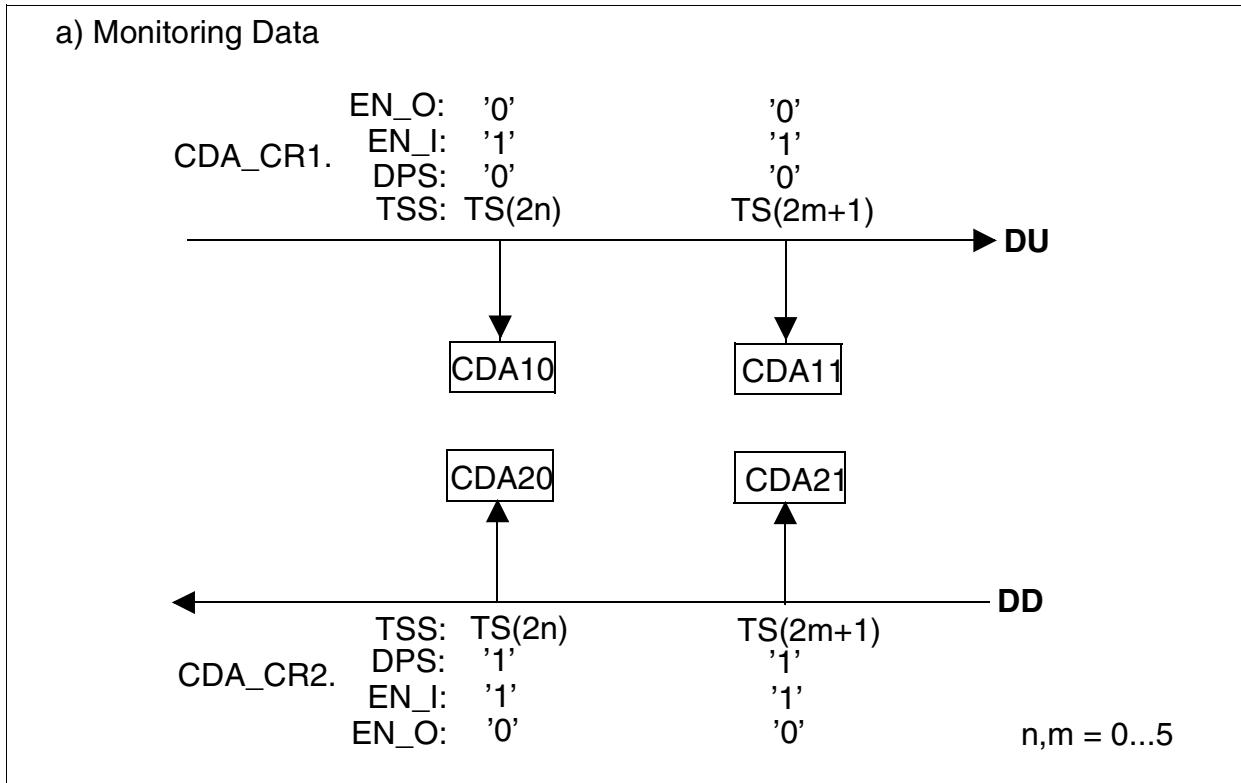 a) Monitoring Data
EN_O: '0' '0'
EN_I: '1' '1'
CDA_CR1.
DPS: '0' '0'
TSS: TS(2n) TS(2m+1)
DU
CDA10 CDA11
CDA20 CDA21
DD
TSS: TS(2n) TS(2m+1)
DPS: '1' '1'
CDA_CR2.
EN_I: '1' '1'
EN_O: '0' '0'
n,m = 0...5